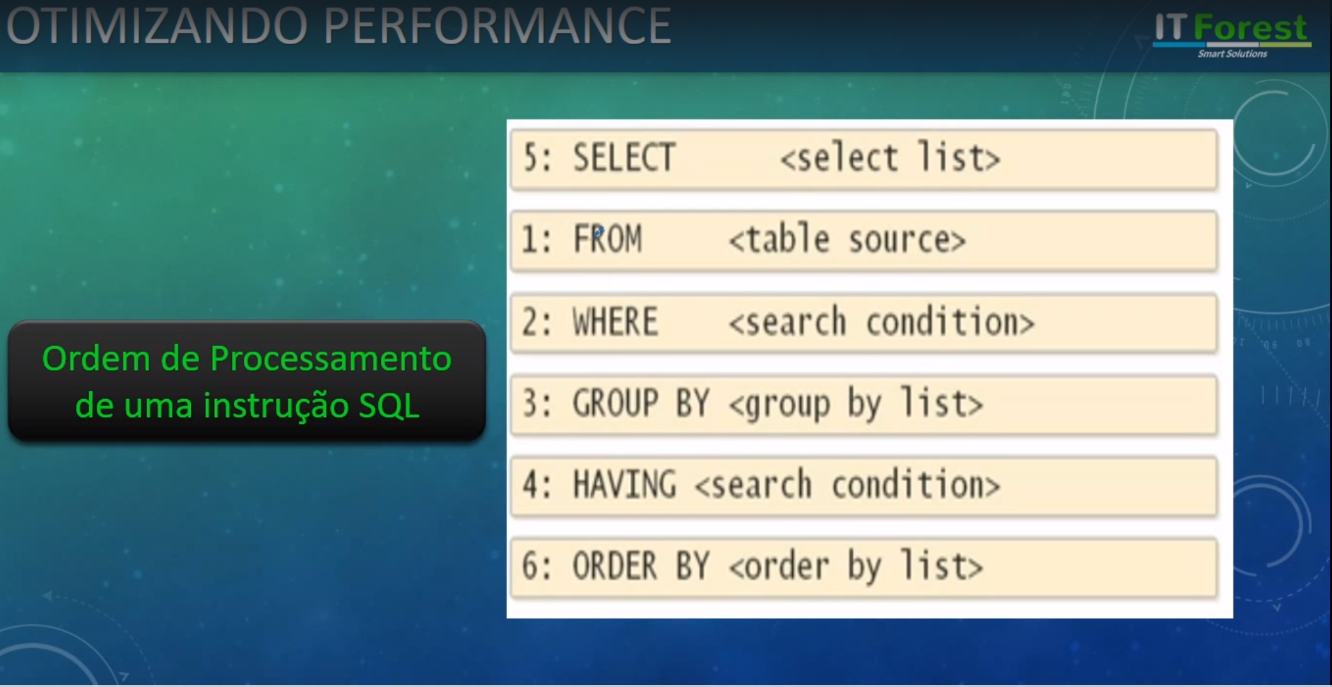 OTIMIZANDO PERFORMANCE
ITForest
Smart Solutions
Ordem de Processamento
de uma instrução SQL
5: SELECT <select list>
1: FROM <table source>
2: WHERE <search condition>
3: GROUP BY <group by list>
4: HAVING <search condition>
6: ORDER BY <order by list>